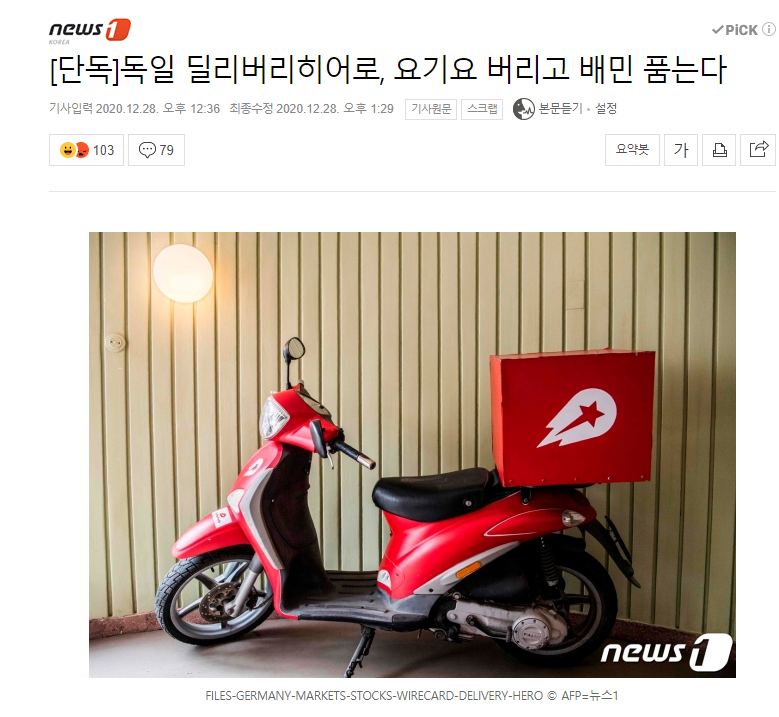 news1
KOREA
PiCK
[단독]독일 딜리버리히어로, 요기요 버리고 배민 품는다
기사입력 2020.12.28. 오후 12:36 최종수정 2020.12.28. 오후 1:29 기사원문 스크랩 본문듣기 · 설정
103 79 요약봇 가
news1
FILES-GERMANY-MARKETS-STOCKS-WIRECARD-DELIVERY-HERO © AFP=뉴스1